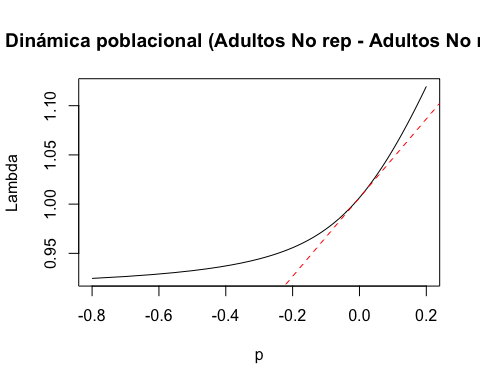 Dinámica poblacional (Adultos No rep - Adultos No r
Lambda
1.10
1.05
1.00
0.95
-0.8 -0.6 -0.4 -0.2 0.0 0.2
p